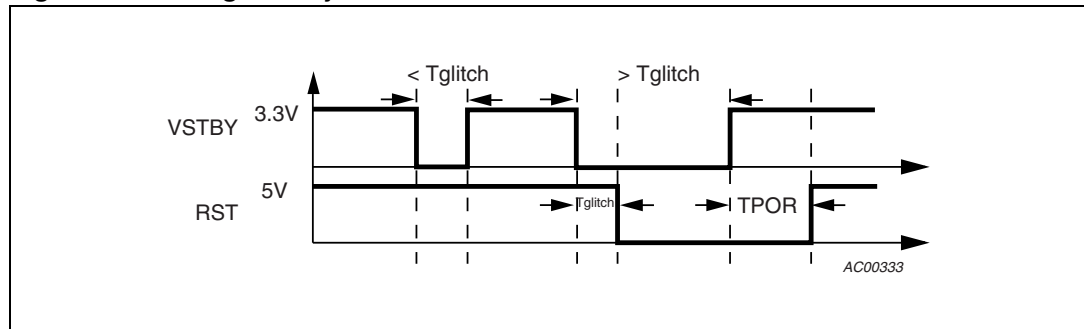 < Tglitch
> Tglitch
3.3V
VSTBY
5V
Tglitch
TPOR
RST
AC00333